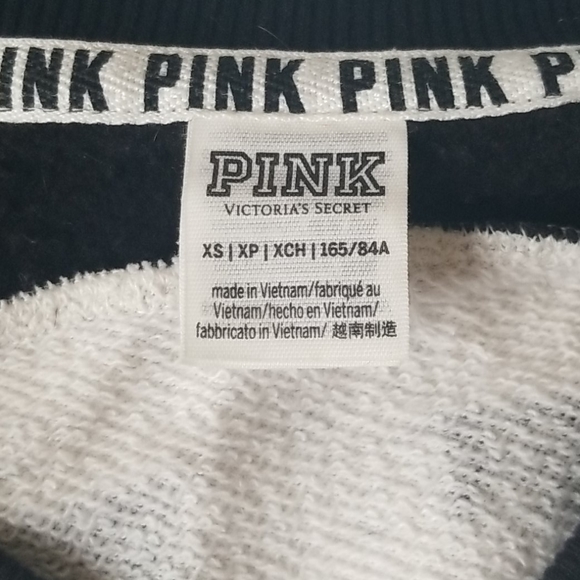 INK PINK PINK P
PINK
VICTORIA'S SECRET
XS | XP | XCH | 165/84A
made in Vietnam/fabriqué au
Vietnam/hecho en Vietnam/
fabbricato in Vietnam/ 越南制造